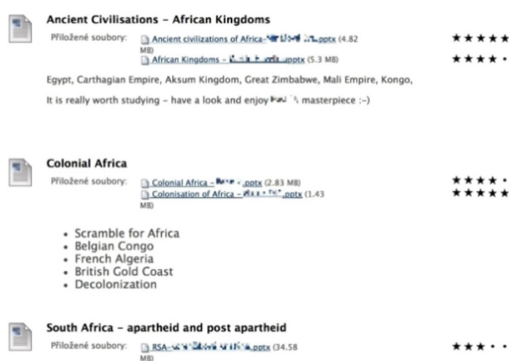 Ancient Civilisations - African Kingdoms
Přiložené soubory: Ancient civilizations of Africa- .pptx (4.82
MB)
African Kingdoms - .pptx (5.3 MB)
Egypt, Carthagian Empire, Aksum Kingdom, Great Zimbabwe, Mali Empire, Kongo,
It is really worth studying - have a look and enjoy masterpiece :-)
Colonial Africa
Přiložené soubory: Colonial Africa - .pptx (2.83 MB)
Colonisation of Africa - .pptx (1.43
MB)
• Scramble for Africa
• Belgian Congo
• French Algeria
• British Gold Coast
• Decolonization
South Africa - apartheid and post apartheid
Přiložené soubory: RSA- .pptx (34.58
MB)